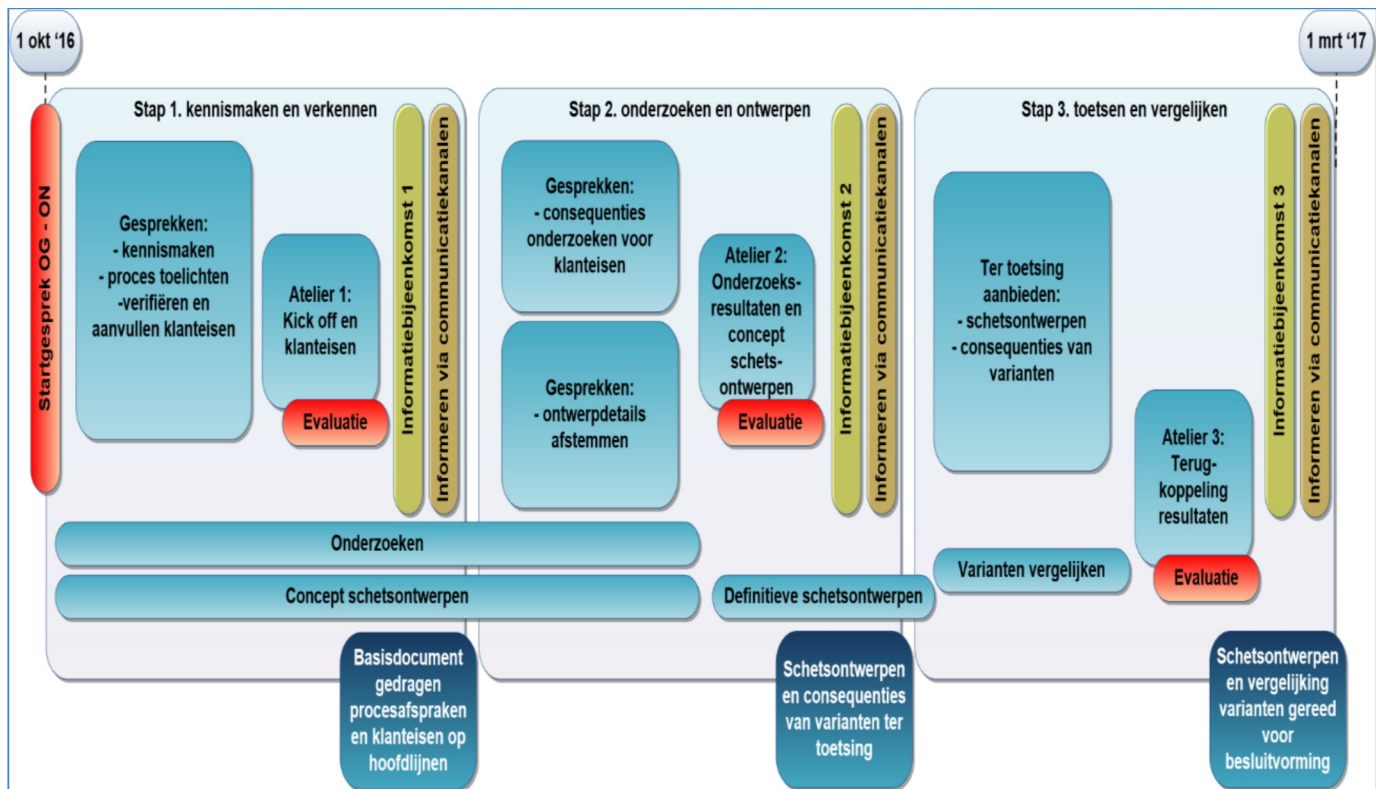 1 okt ‘16
1 mrt ‘17
Startgesprek OG - ON
Stap 1. kennismaken en verkennen
Gesprekken:
- kennismaken
- proces toelichten
-verifiëren en
aanvullen klanteisen
Atelier 1:
Kick off en
klanteisen
Evaluatie
Informatiebijeenkomst 1
Informeren via communicatiekanalen
Stap 2. onderzoeken en ontwerpen
Gesprekken:
- consequenties
onderzoeken voor
klanteisen
Gesprekken:
- ontwerpdetails
afstemmen
Atelier 2:
Onderzoeks-
resultaten en
concept
schets-
ontwerpen
Evaluatie
Informatiebijeenkomst 2
Informeren via communicatiekanalen
Stap 3. toetsen en vergelijken
Ter toetsing
aanbieden:
- schetsontwerpen
- consequenties van
varianten
Atelier 3:
Terug-
koppeling
resultaten
Evaluatie
Informatiebijeenkomst 3
Informeren via communicatiekanalen
Onderzoeken
Concept schetsontwerpen
Definitieve schetsontwerpen
Varianten vergelijken
Basisdocument
gedragen
procesafspraken
en klanteisen op
hoofdlijnen
Schetsontwerpen
en consequenties
van varianten ter
toetsing
Schetsontwerpen
en vergelijking
varianten gereed
voor
besluitvorming